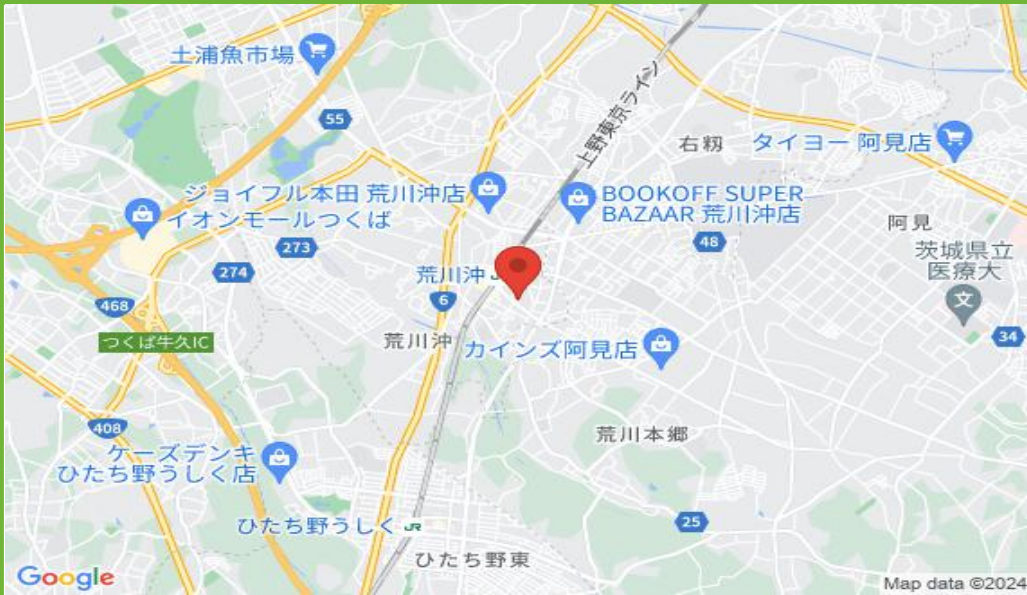 土浦魚市場
55
上野東京ライン
右籾
タイヨー 阿見店
ジョイフル本田 荒川沖店
イオンモールつくば
BOOKOFF SUPER
BAZAAR 荒川沖店
阿見
273
48
茨城県立
医療大
文
274
荒川沖
468
6
34
つくば牛久IC
荒川沖
カインズ阿見店
408
ケーズデンキ
ひたち野うしく店
荒川本郷
25
ひたち野うしく JR
ひたち野東
Google
Map data ©2024